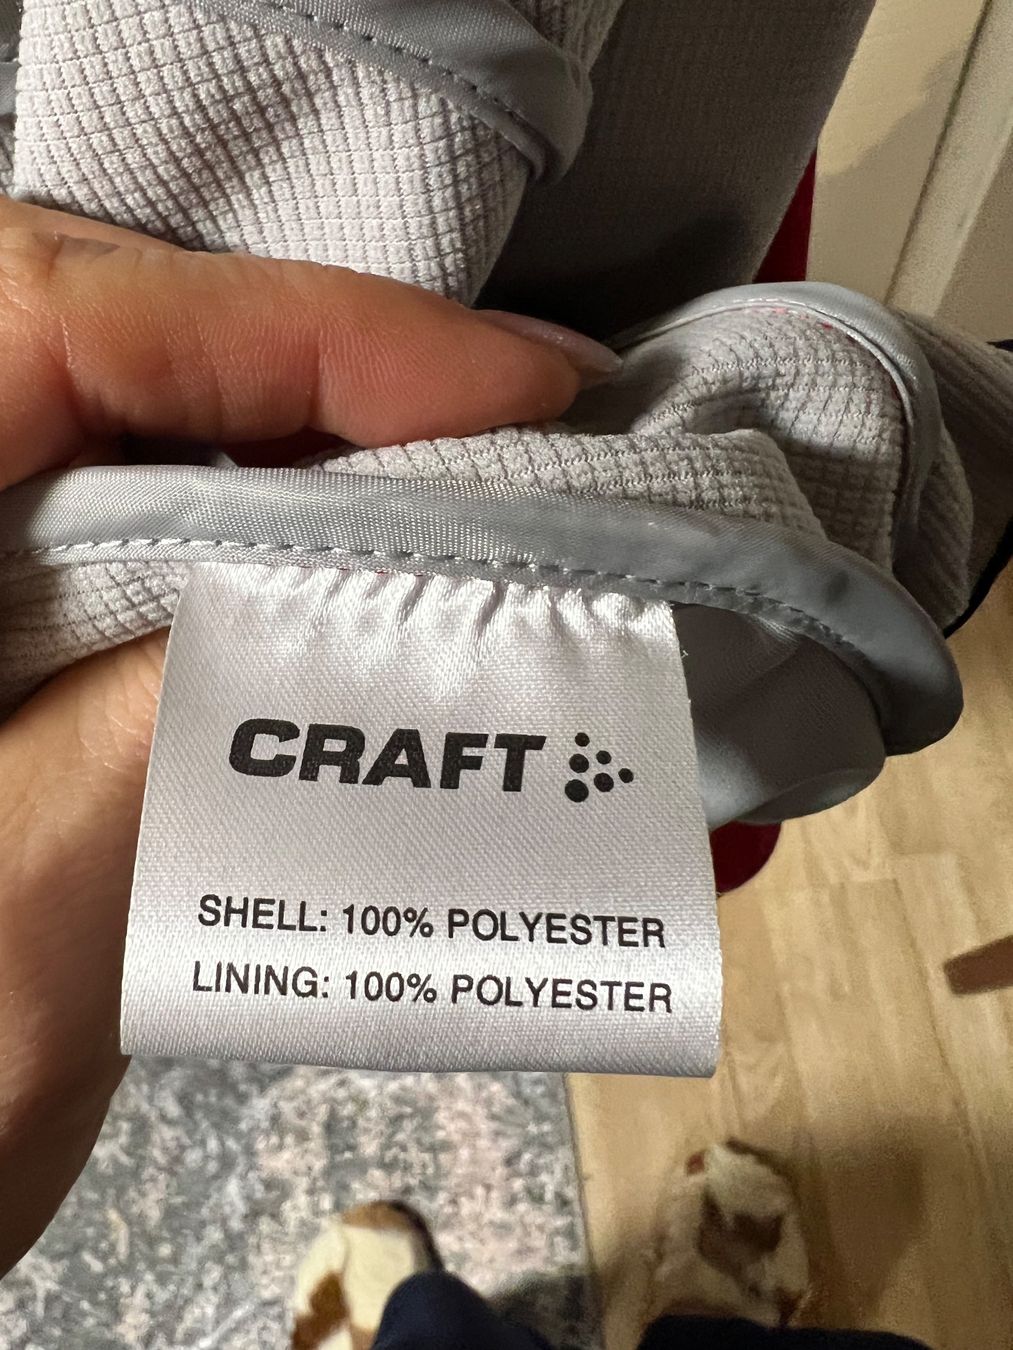 CRAFT
SHELL: 100% POLYESTER
LINING: 100% POLYESTER